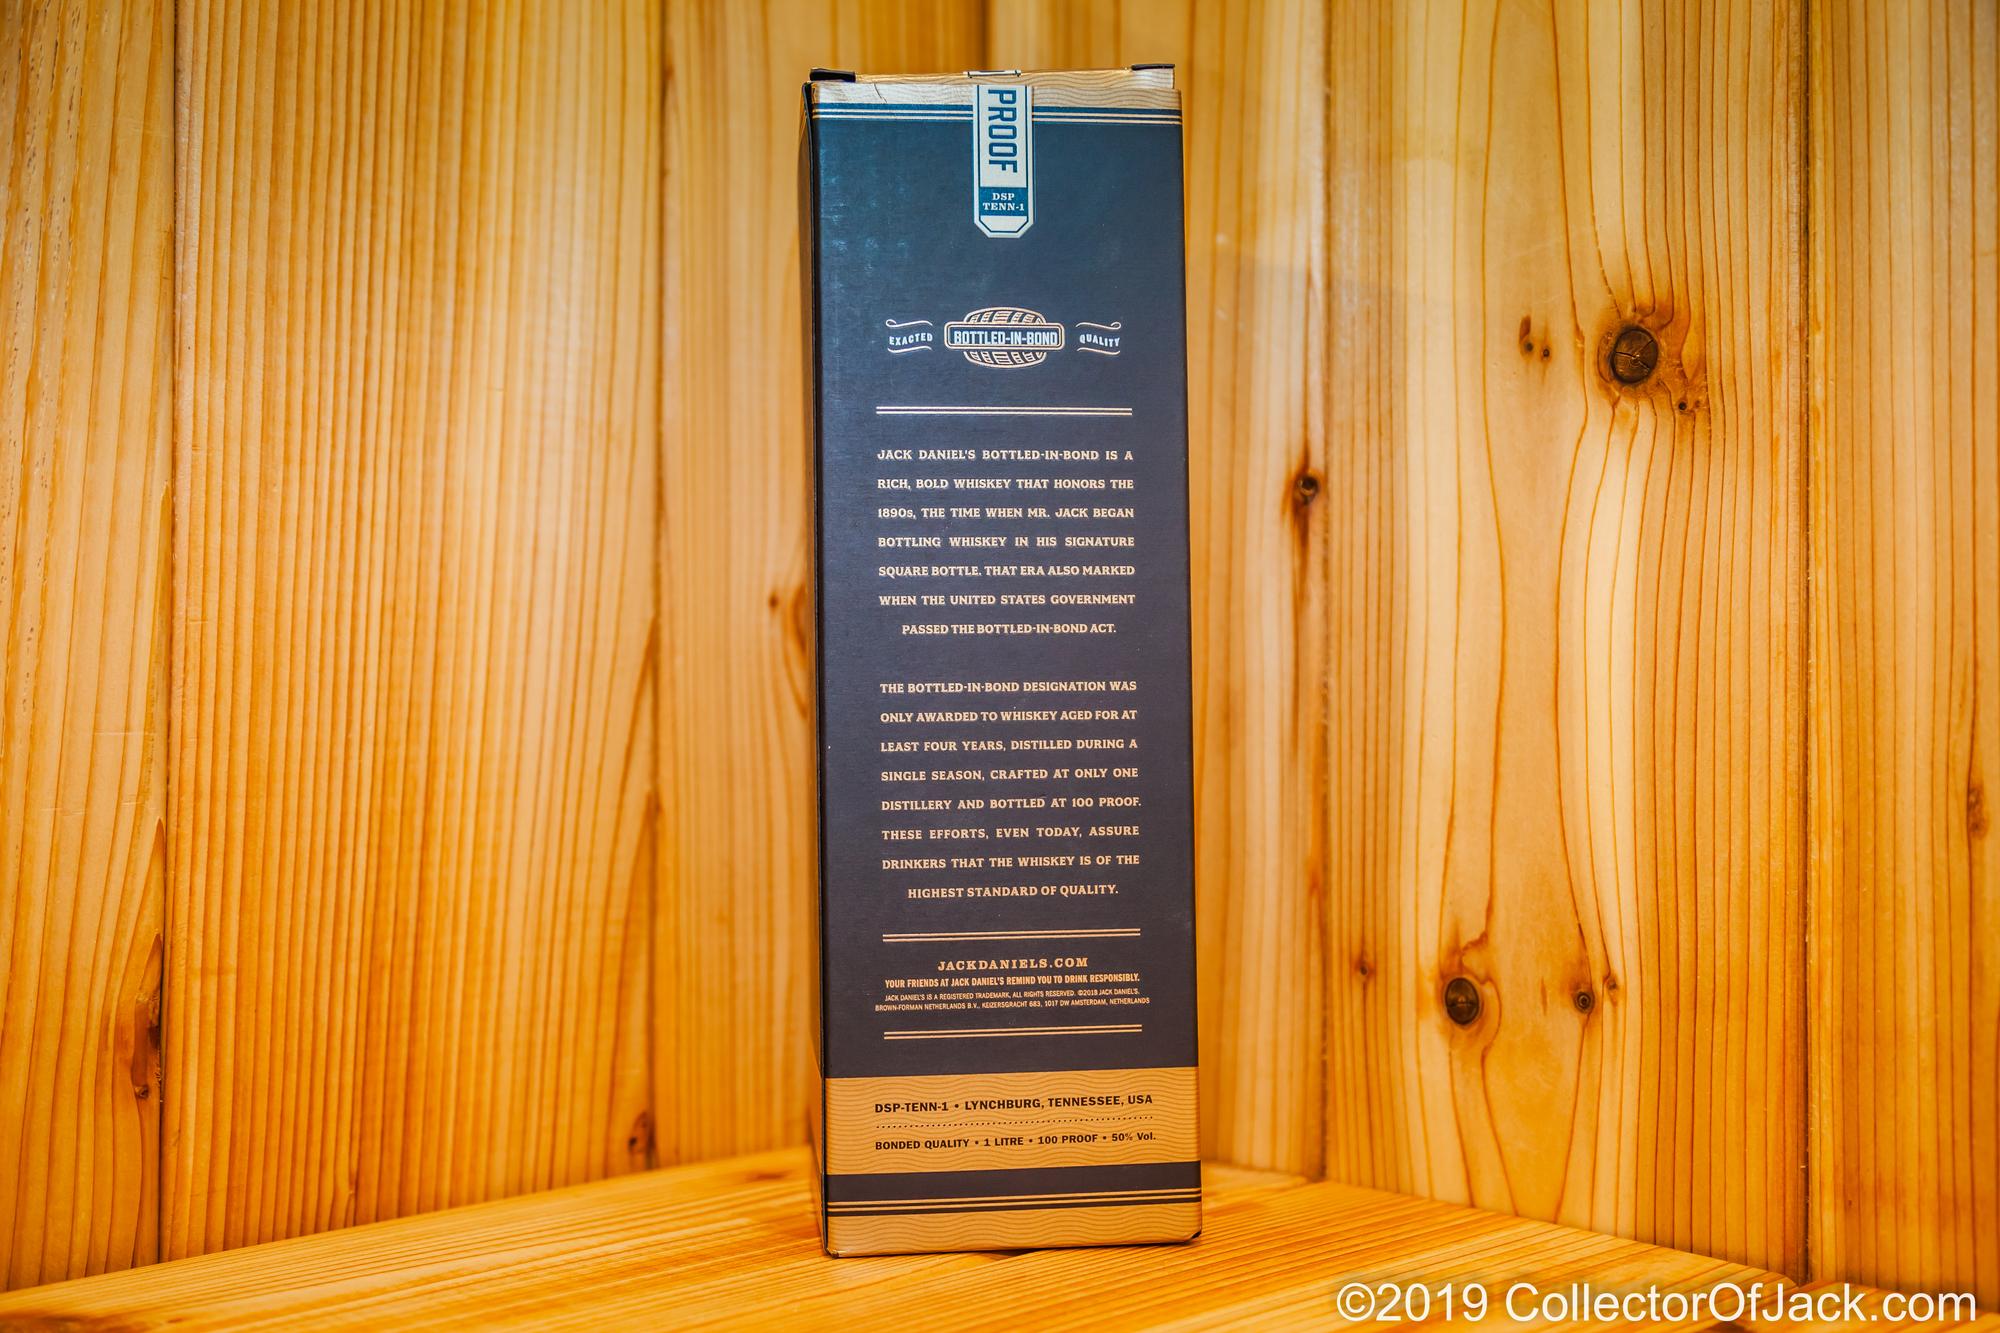 PROOF
DSP
TENN-1
EXACTED BOTTLED-IN-BOND QUALITY
JACK DANIEL'S BOTTLED-IN-BOND IS A
RICH, BOLD WHISKEY THAT HONORS THE
1890s, THE TIME WHEN MR. JACK BEGAN
BOTTLING WHISKEY IN HIS SIGNATURE
SQUARE BOTTLE. THAT ERA ALSO MARKED
WHEN THE UNITED STATES GOVERNMENT
PASSED THE BOTTLED-IN-BOND ACT.
THE BOTTLED-IN-BOND DESIGNATION WAS
ONLY AWARDED TO WHISKEY AGED FOR AT
LEAST FOUR YEARS, DISTILLED DURING A
SINGLE SEASON, CRAFTED AT ONLY ONE
DISTILLERY AND BOTTLED AT 100 PROOF.
THESE EFFORTS, EVEN TODAY, ASSURE
DRINKERS THAT THE WHISKEY IS OF THE
HIGHEST STANDARD OF QUALITY.
JACKDANIELS.COM
YOUR FRIENDS AT JACK DANIEL'S REMIND YOU TO DRINK RESPONSIBLY.
JACK DANIEL'S IS A REGISTERED TRADEMARK, ALL RIGHTS RESERVED. ©2018 JACK DANIEL'S.
BROWN-FORMAN NETHERLANDS B.V., KEIZERSGRACHT 683, 1017 DW AMSTERDAM, NETHERLANDS
DSP-TENN-1 • LYNCHBURG, TENNESSEE, USA
BONDED QUALITY • 1 LITRE • 100 PROOF • 50% Vol.
©2019 CollectorOfJack.com